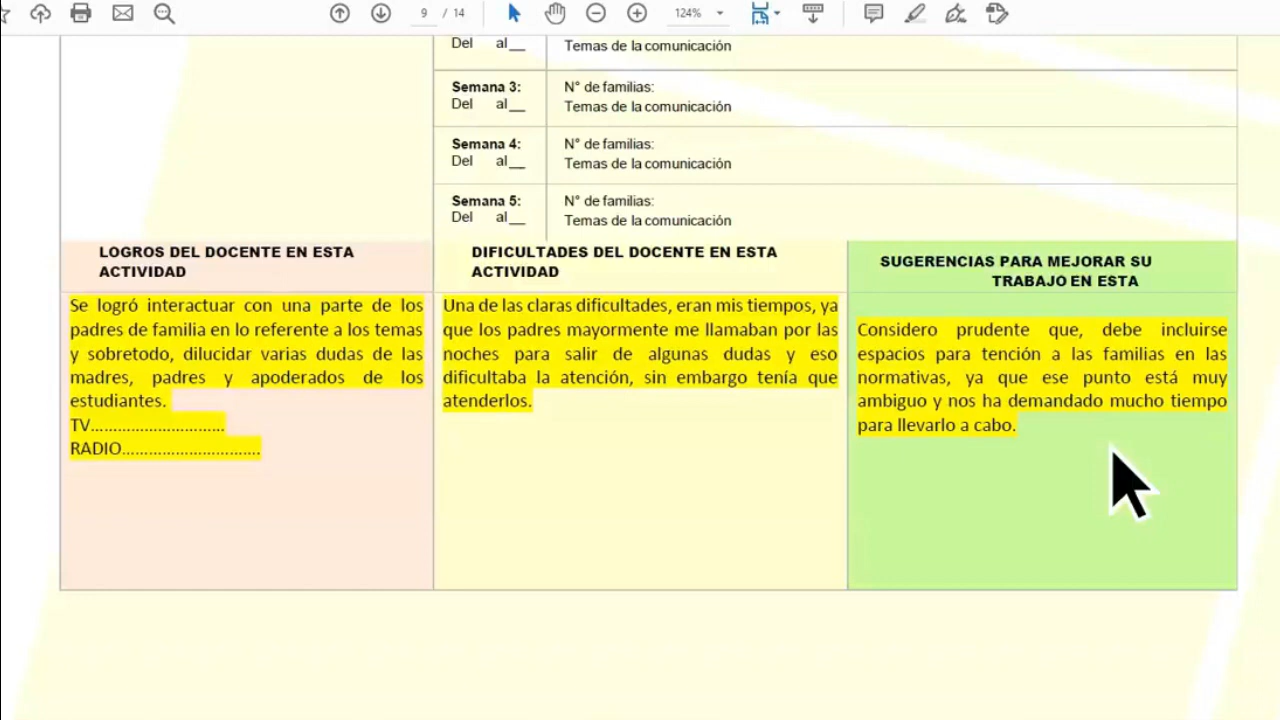 9 / 14
124%
Del al__
Temas de la comunicación
Semana 3:
N° de familias:
Del al__
Temas de la comunicación
Semana 4:
N° de familias:
Del al__
Temas de la comunicación
Semana 5:
N° de familias:
Del al__
Temas de la comunicación
LOGROS DEL DOCENTE EN ESTA
ACTIVIDAD
Se logró interactuar con una parte de los
padres de familia en lo referente a los temas
y sobretodo, dilucidar varias dudas de las
madres, padres y apoderados de los
estudiantes.
TV..............................
RADIO...............................
DIFICULTADES DEL DOCENTE EN ESTA
ACTIVIDAD
Una de las claras dificultades, eran mis tiempos, ya
que los padres mayormente me llamaban por las
noches para salir de algunas dudas y eso
dificultaba la atención, sin embargo tenía que
atenderlos.
SUGERENCIAS PARA MEJORAR SU
TRABAJO EN ESTA
Considero prudente que, debe incluirse
espacios para tención a las familias en las
normativas, ya que ese punto está muy
ambiguo y nos ha demandado mucho tiempo
para llevarlo a cabo.